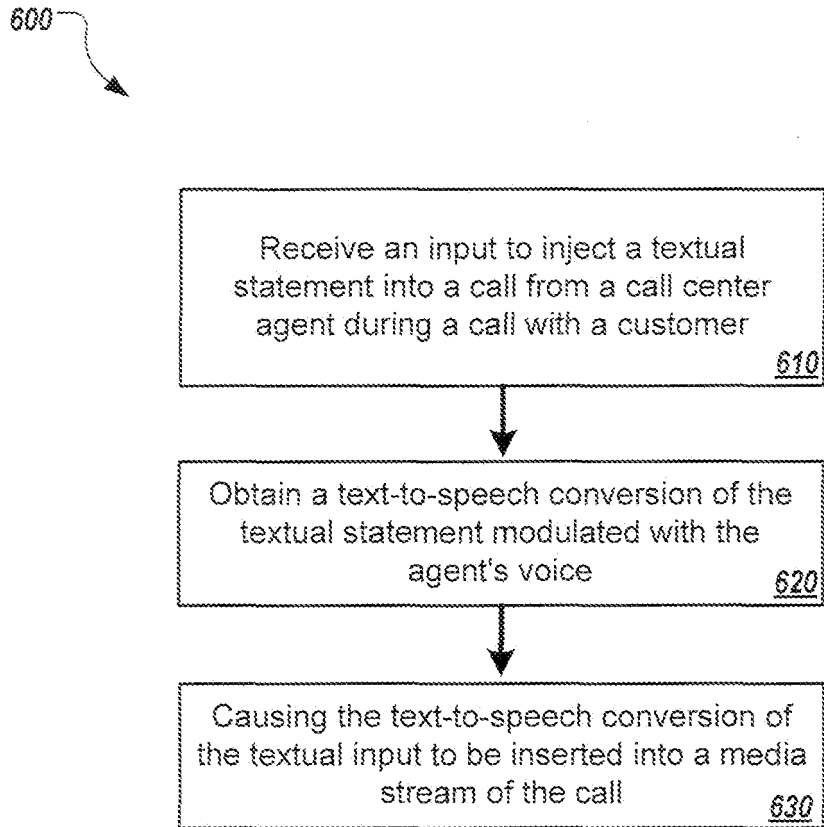 600
Receive an input to inject a textual
statement into a call from a call center
agent during a call with a customer
610
Obtain a text-to-speech conversion of the
textual statement modulated with the
agent's voice
620
Causing the text-to-speech conversion of
the textual input to be inserted into a media
stream of the call
630